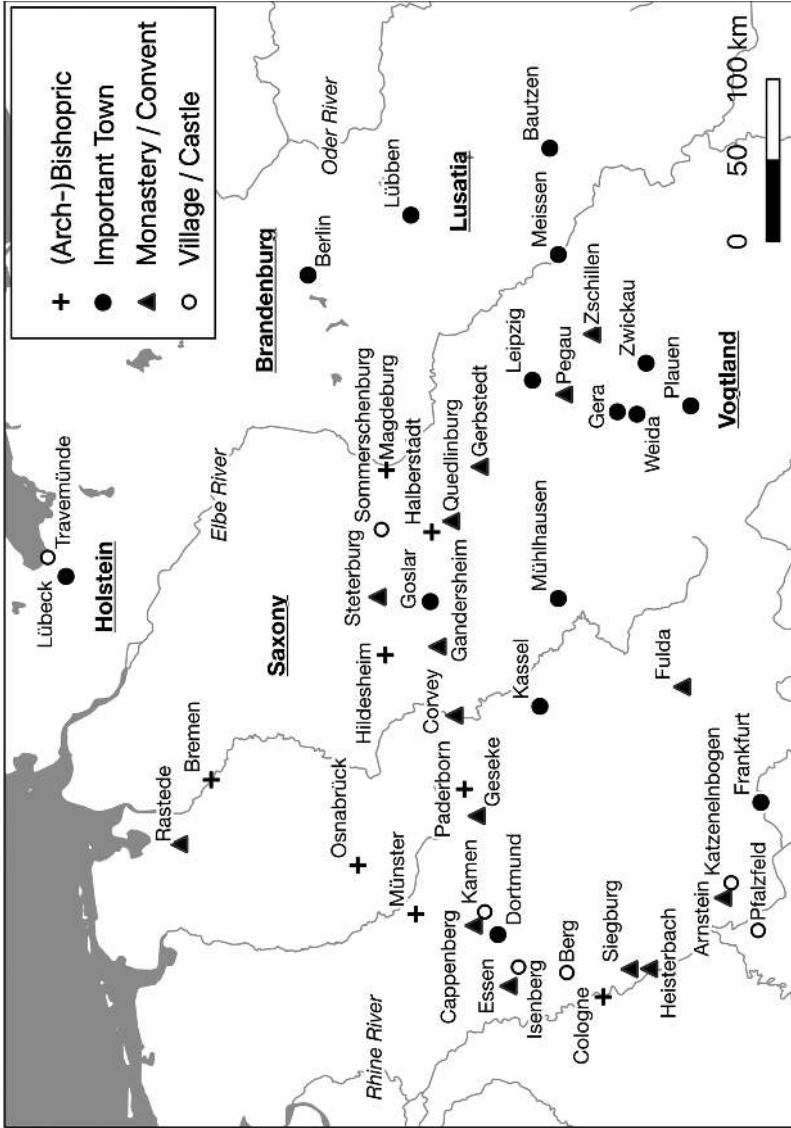 (Arch-)Bishopric
Important Town
Monastery / Convent
Village / Castle
Travemünde
Lübeck
Holstein
Elbe River
Oder River
Brandenburg
Berlin
Lübben
Lusatia
Bautzen
Meissen
Rastede
Bremen
Saxony
Osnabrück
Hildesheim
Steterburg
Sommerschenburg
Magdeburg
Halberstadt
Goslar
Quedlinburg
Gandersheim
Gerbstedt
Corvey
Münster
Paderborn
Geseke
Cappenberg
Kamen
Dortmund
Essen
Isenberg
Rhine River
Berg
Cologne
Siegburg
Heisterbach
Kassel
Mühlhausen
Leipzig
Pegau
Zschillen
Gera
Zwickau
Weida
Plauen
Vogtland
Fulda
Arnstein
Katzenelnbogen
Pfalzfeld
Frankfurt
0 50 100 km